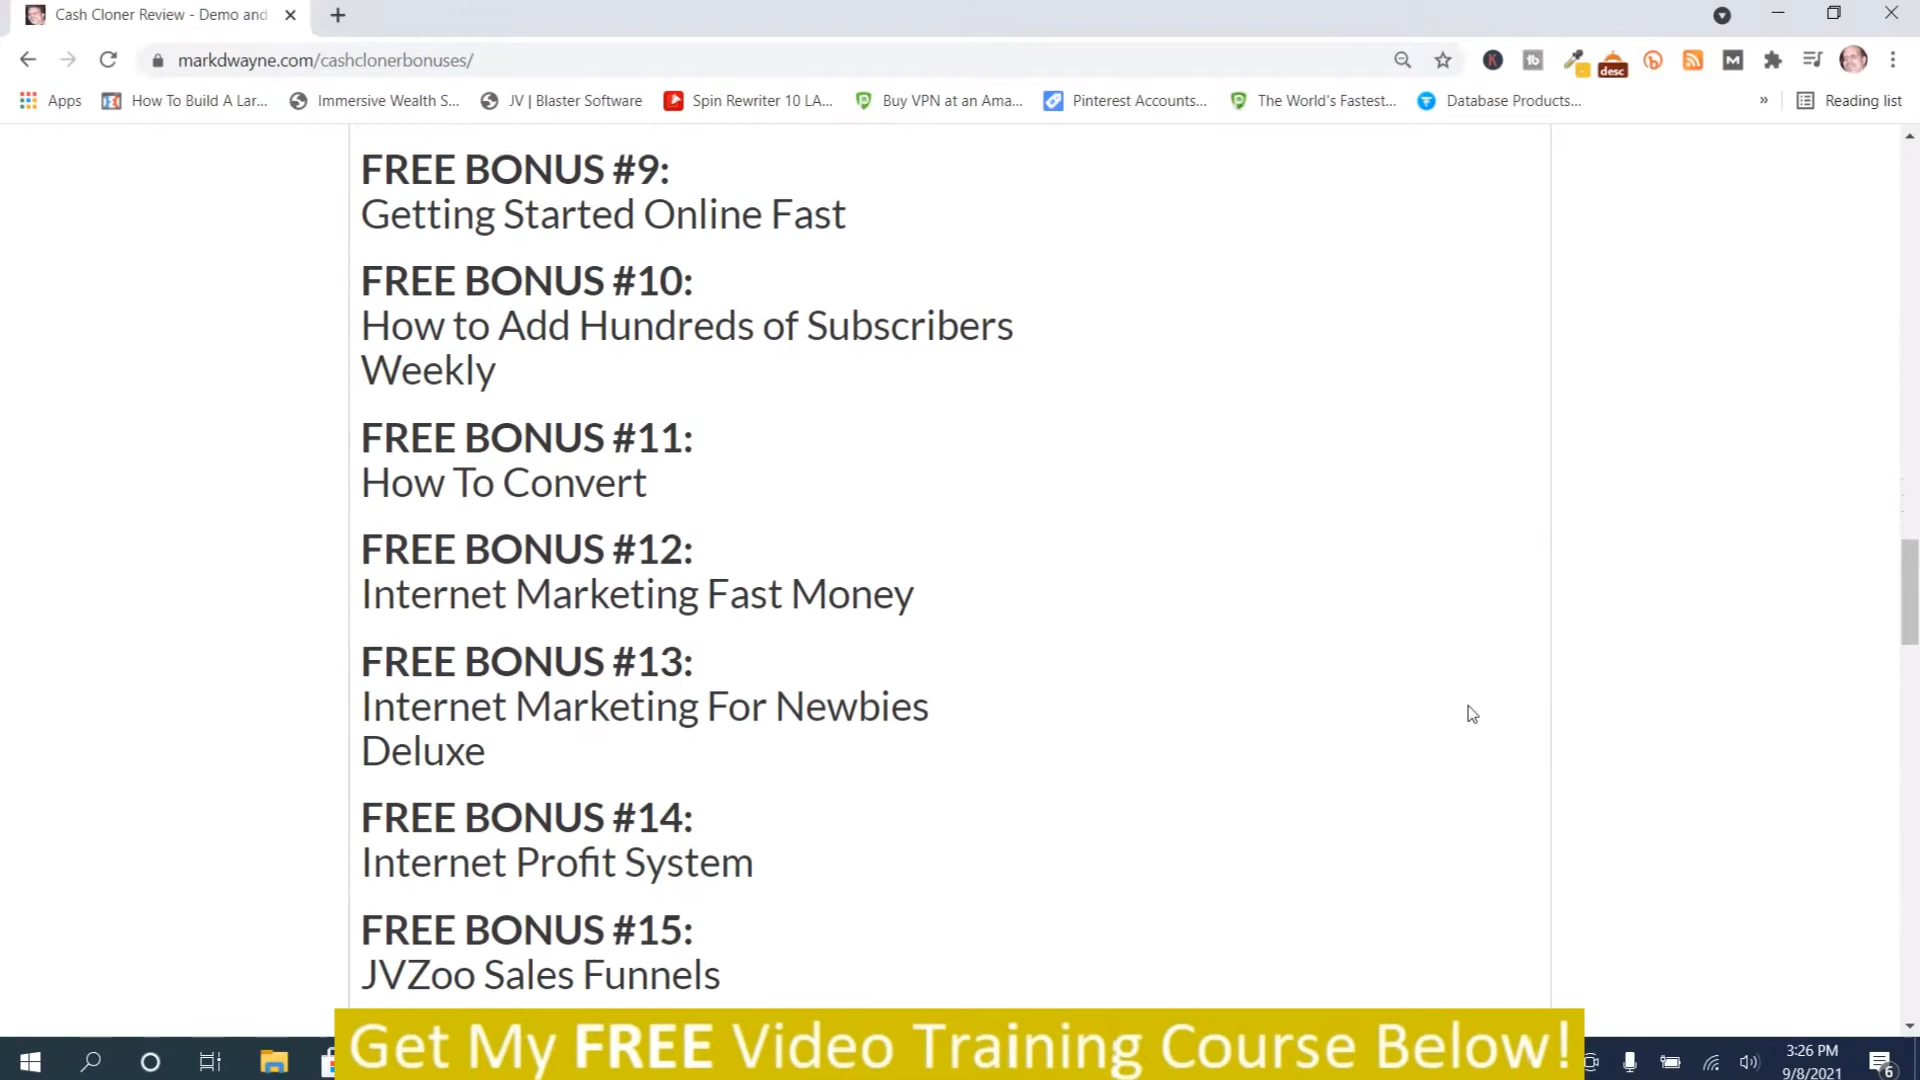 Cash Cloner Review - Demo and
markdwayne.com/cashclonerbonuses/
desc
Apps
How To Build A Lar...
Immersive Wealth S...
JV | Blaster Software
Spin Rewriter 10 LA...
Buy VPN at an Ama...
Pinterest Accounts...
The World's Fastest...
Database Products...
»
Reading list
FREE BONUS #9:
Getting Started Online Fast
FREE BONUS #10:
How to Add Hundreds of Subscribers
Weekly
FREE BONUS #11:
How To Convert
FREE BONUS #12:
Internet Marketing Fast Money
FREE BONUS #13:
Internet Marketing For Newbies
Deluxe
FREE BONUS #14:
Internet Profit System
FREE BONUS #15:
JVZoo Sales Funnels
Get My FREE Video Training Course Below!
3:26 PM
9/8/2021
6